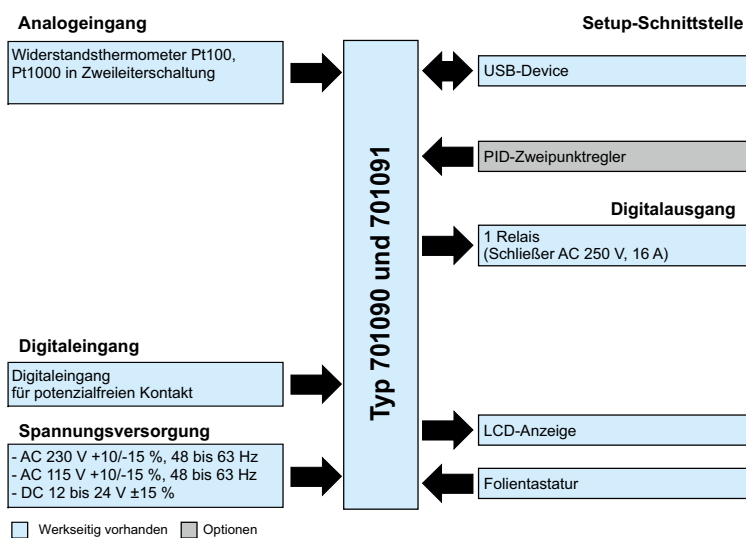 Analogeingang
Widerstandsthermometer Pt100,
Pt1000 in Zweileiterschaltung
Digitaleingang
Digitaleingang
für potenzialfreien Kontakt
Spannungsversorgung
- AC 230 V +10/-15 %, 48 bis 63 Hz
- AC 115 V +10/-15 %, 48 bis 63 Hz
- DC 12 bis 24 V ±15 %
Typ 701090 und 701091
Setup-Schnittstelle
USB-Device
PID-Zweipunktregler
Digitalausgang
1 Relais
(Schließer AC 250 V, 16 A)
LCD-Anzeige
Folientastatur
Werkseitig vorhanden
Optionen